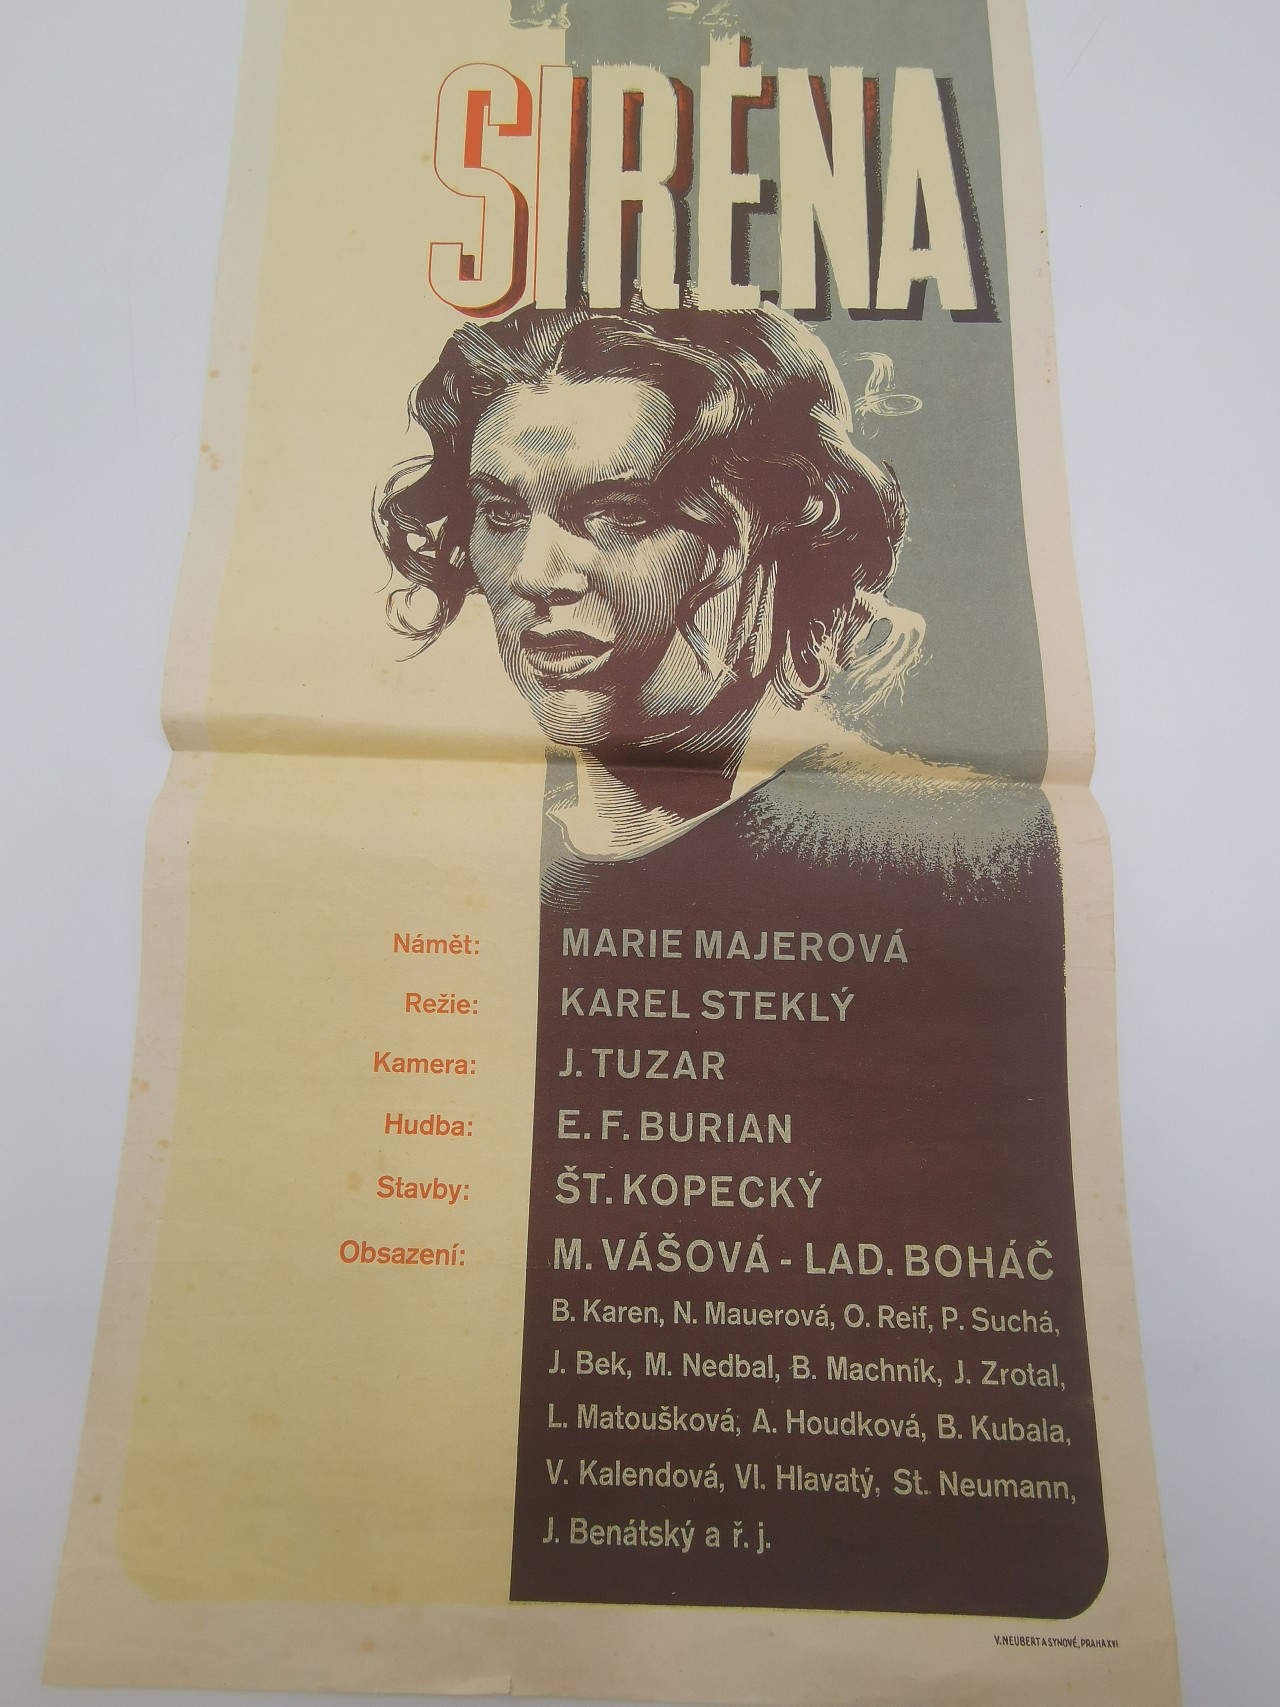 SIRÉNA
Námět: MARIE MAJEROVÁ
Režie: KAREL STEKLÝ
Kamera: J. TUZAR
Hudba: E. F. BURIAN
Stavby: ŠT. KOPECKÝ
Obsazení: M. VÁŠOVÁ - LAD. BOHÁČ
B. Karen, N. Mauerová, O. Reif, P. Suchá,
J. Bek, M. Nedbal, B. Machník, J. Zrotal,
L. Matoušková, A. Houdková, B. Kubala,
V. Kalendová, Vl. Hlavatý, St. Neumann,
J. Benátský a ř. j.
V. NEUBERT A SYNOVÉ, PRAHA XVI